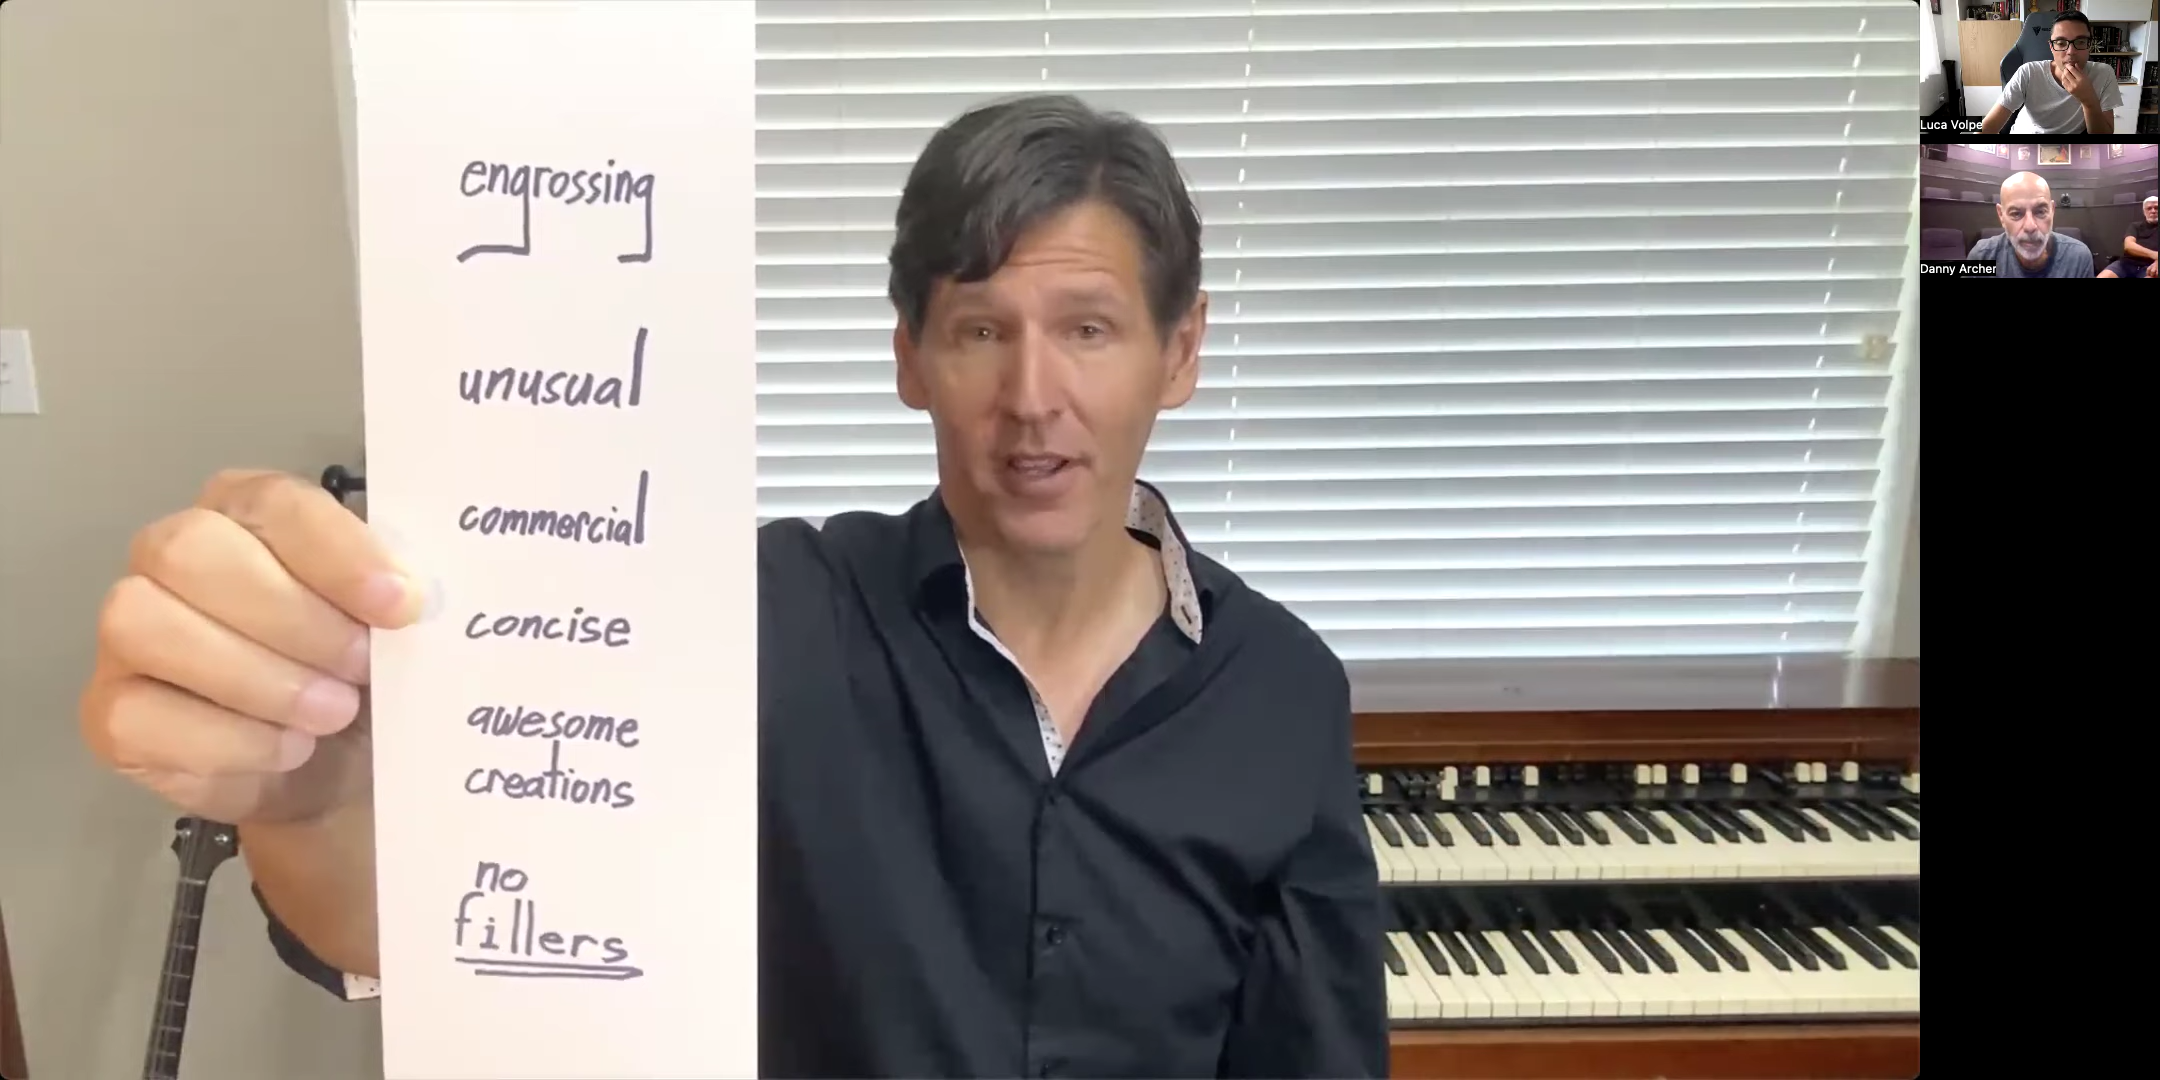 engrossing
unusual
commercial
concise
awesome
creations
no
fillers
Luca Volpe
Danny Archer